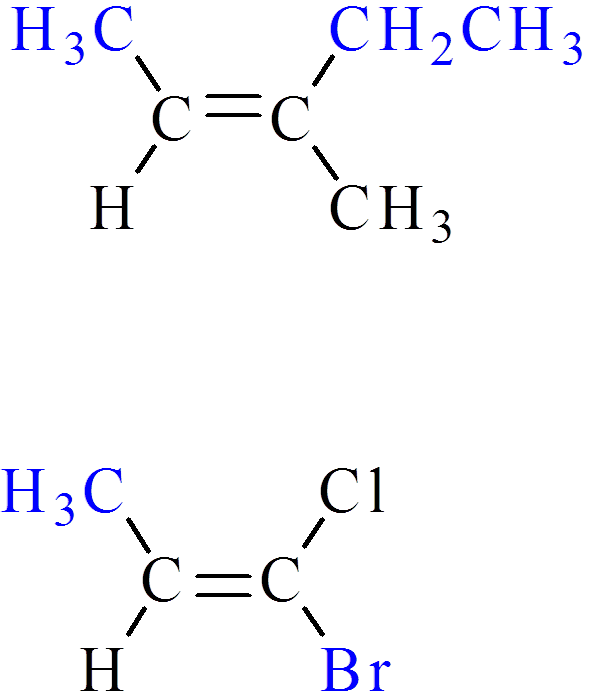 H₃C CH₂CH₃
C=C
H CH₃
H₃C Cl
C=C
H Br